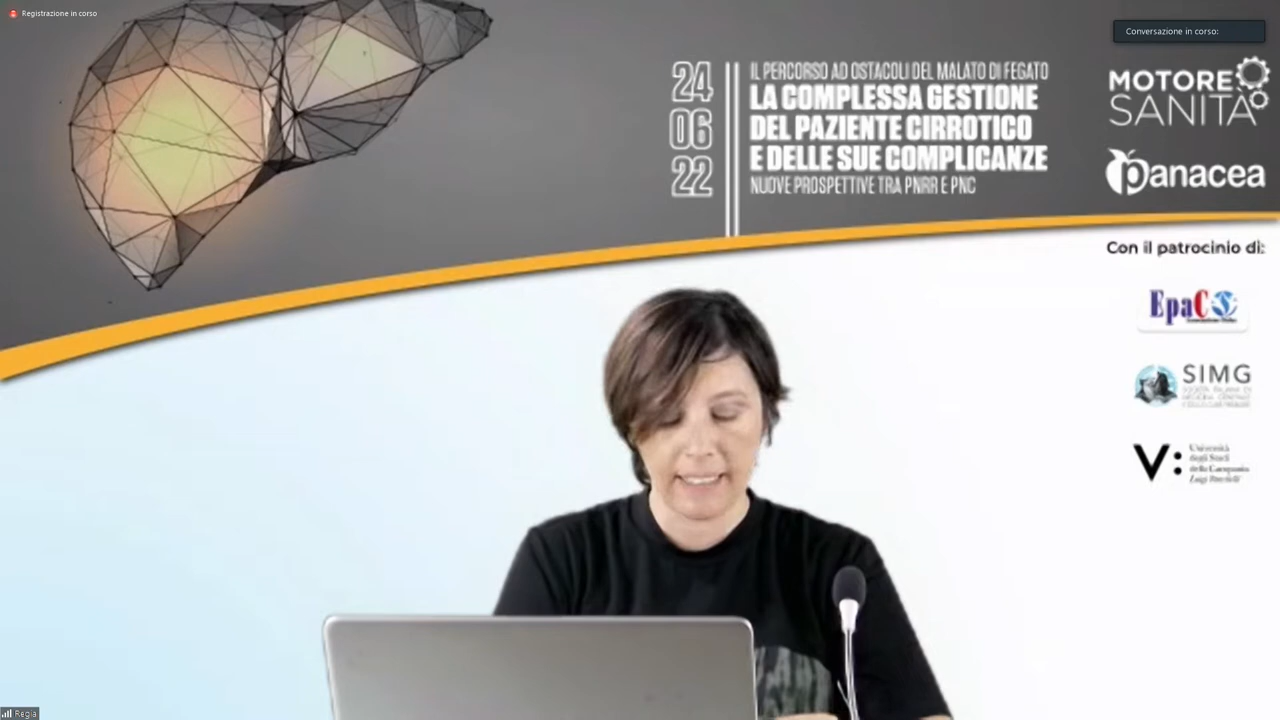 Registrazione in corso
Conversazione in corso:
24
06
22
IL PERCORSO AD OSTACOLI DEL MALATO DI FEGATO
LA COMPLESSA GESTIONE
DEL PAZIENTE CIRROTICO
E DELLE SUE COMPLICANZE
NUOVE PROSPETTIVE TRA PNRR E PNC
MOTORE
SANITÀ
panacea
Con il patrocinio di:
EpaC
SIMG
V:
Università
degli Studi
della Campania
Luigi Vanvitelli
Regia